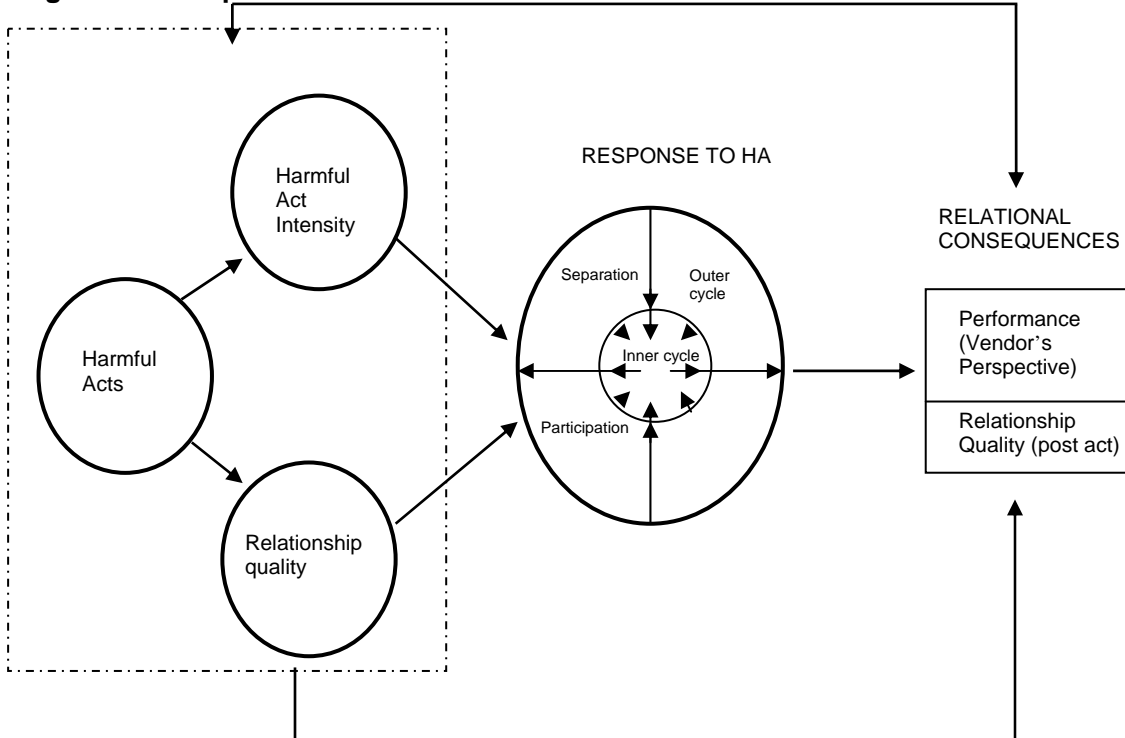 RESPONSE TO HA
Harmful
Act
Intensity
Harmful
Acts
Relationship
quality
Separation
Outer
cycle
Inner cycle
Participation
RELATIONAL
CONSEQUENCES
Performance
(Vendor's
Perspective)
Relationship
Quality (post act)